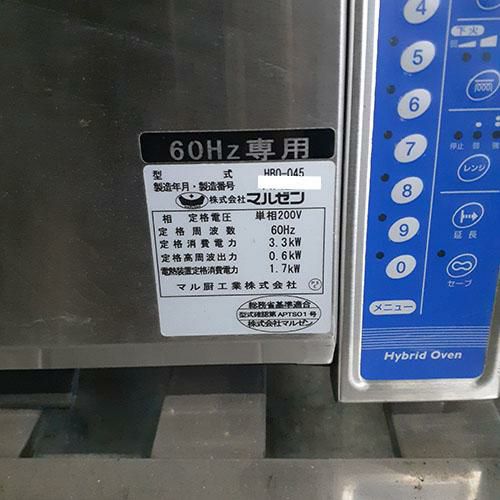 60Hz専用
型 式 HBO-045
製造年月・製造番号
株式会社マルゼン
相 定格電圧 単相200V
定格周波数 60Hz
定格消費電力 3.3kW
定格高周波出力 0.6kW
電熱装置定格消費電力 1.7kW
マル厨工業株式会社
総務省基準適合
型式確認第APTS01号
株式会社マルゼン
4
5
6
7
8
9
0
メニュー
下火
弱
停止 弱 強
レンジ
延長
セーブ
Hybrid Oven